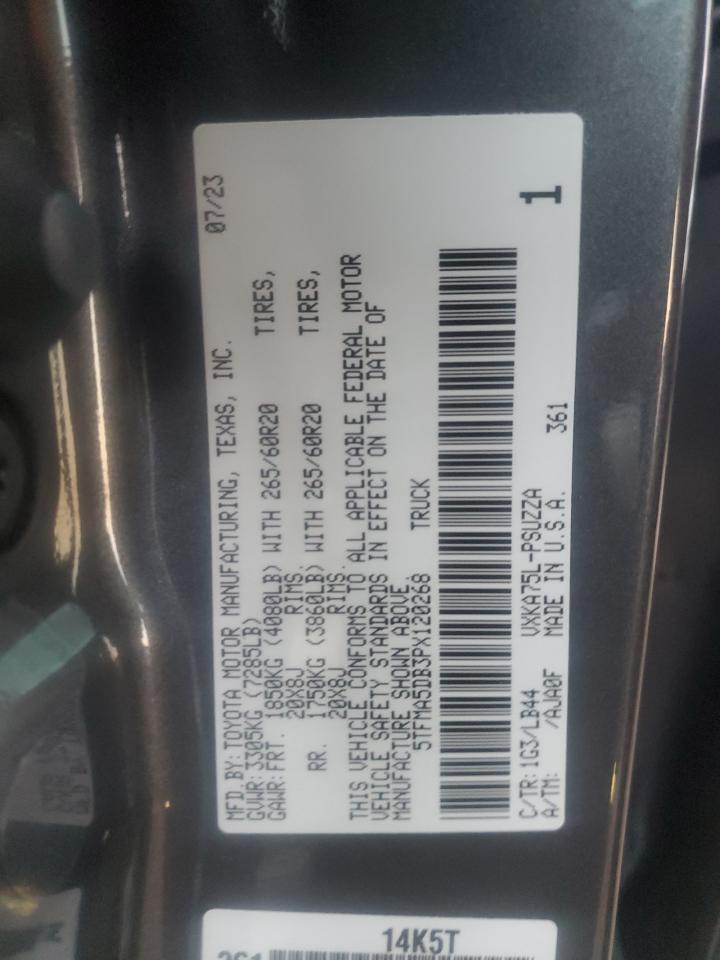 07/23
MFD.BY:TOYOTA MOTOR MANUFACTURING, TEXAS, INC.
GVWR:3305KG (7285LB)
GAWR:FRT. 1850KG (4080LB) WITH 265/60R20 TIRES,
20X8J RIMS.
RR. 1750KG (3860LB) WITH 265/60R20 TIRES,
20X8J RIMS.
THIS VEHICLE CONFORMS TO ALL APPLICABLE FEDERAL MOTOR
VEHICLE SAFETY STANDARDS IN EFFECT ON THE DATE OF
MANUFACTURE SHOWN ABOVE.
5TFMA5DB3PX120268 TRUCK
1
C/TR:1G3/LB44 VXKA75L-PSUZZA 361
A/TM: /AJA0F MADE IN U.S.A.
14K5T